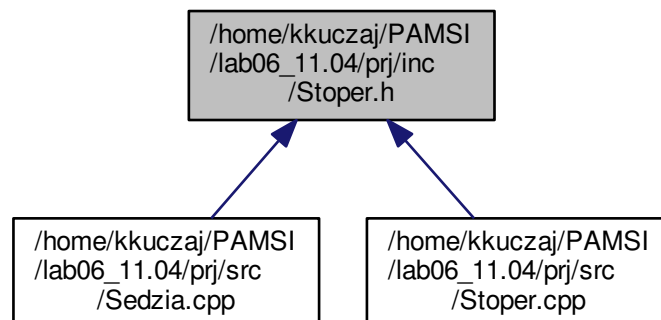 /home/kkuczaj/PAMSI
/lab06_11.04/prj/inc
/Stoper.h
/home/kkuczaj/PAMSI
/lab06_11.04/prj/src
/Sedzia.cpp
/home/kkuczaj/PAMSI
/lab06_11.04/prj/src
/Stoper.cpp